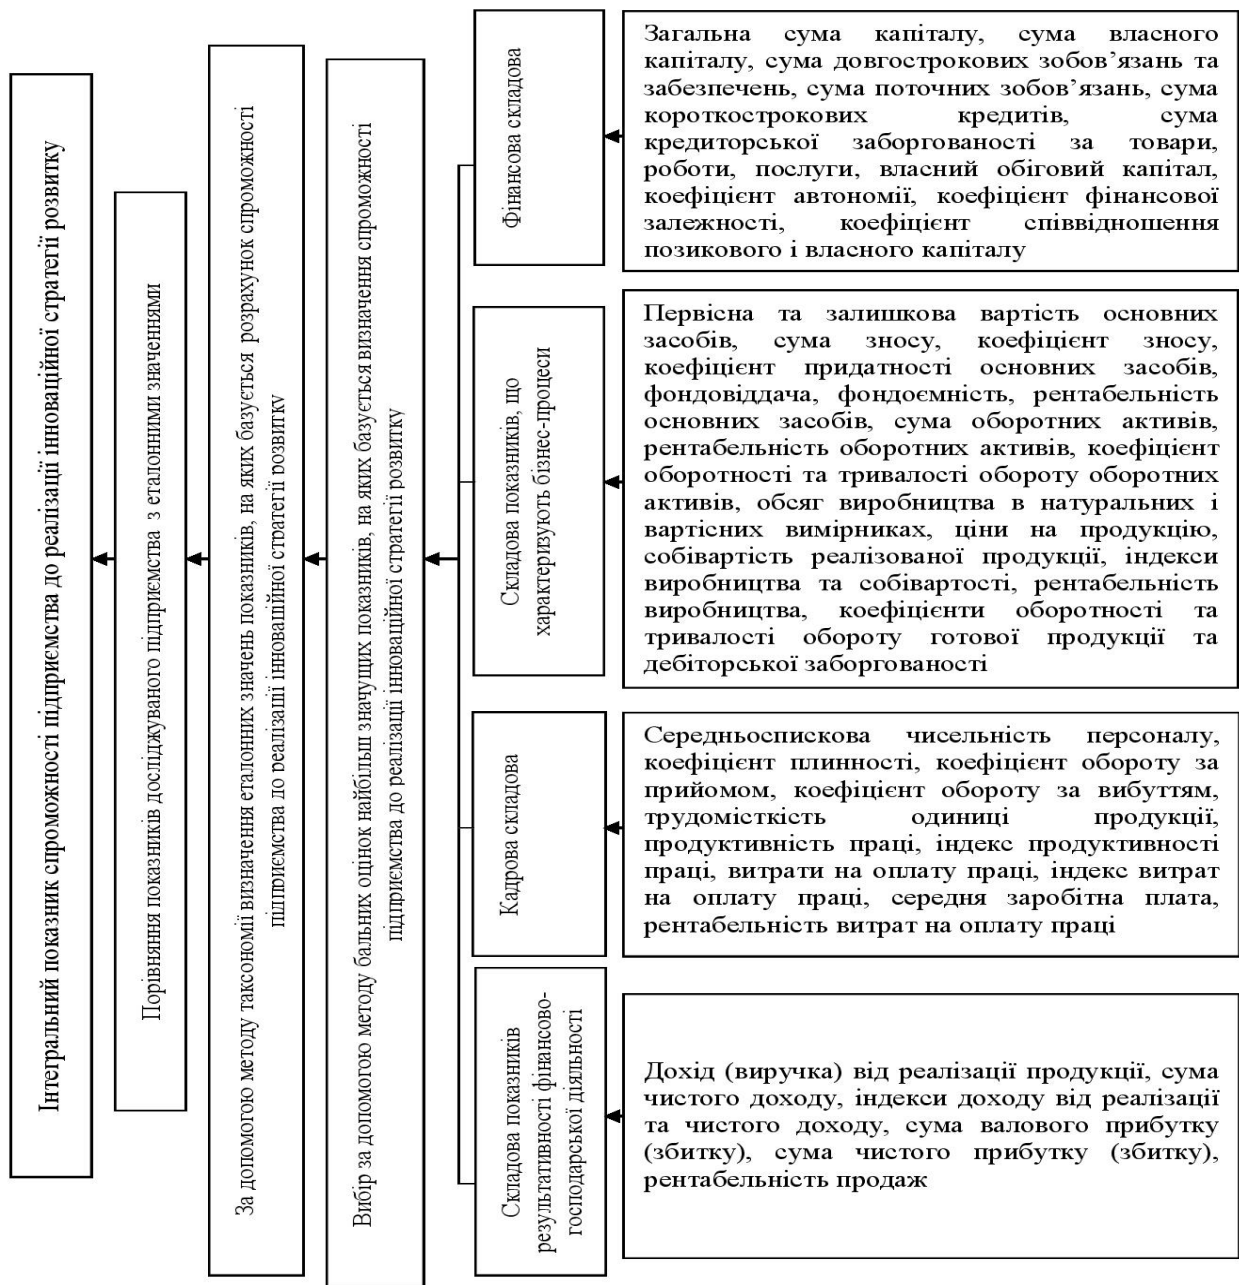 Інтегральний показник спроможності підприємства до реалізації інноваційної стратегії розвитку
Порівняння показників досліджуваного підприємства з еталонними значеннями
За допомогою методу таксономії визначення еталонних значень показників, на яких базується розрахунок спроможності
підприємства до реалізації інноваційної стратегії розвитку
Вибір за допомогою методу бальних оцінок найбільш значущих показників, на яких базується визначення спроможності
підприємства до реалізації інноваційної стратегії розвитку
Фінансова складова
Загальна сума капіталу, сума власного
капіталу, сума довгострокових зобов’язань та
забезпечень, сума поточних зобов’язань, сума
короткострокових кредитів, сума
кредиторської заборгованості за товари,
роботи, послуги, власний обіговий капітал,
коефіцієнт автономії, коефіцієнт фінансової
залежності, коефіцієнт співвідношення
позикового і власного капіталу
Складова показників, що
характеризують бізнес-процеси
Первісна та залишкова вартість основних
засобів, сума зносу, коефіцієнт зносу,
коефіцієнт придатності основних засобів,
фондовіддача, фондоємність, рентабельність
основних засобів, сума оборотних активів,
рентабельність оборотних активів, коефіцієнт
оборотності та тривалості обороту оборотних
активів, обсяг виробництва в натуральних і
вартісних вимірниках, ціни на продукцію,
собівартість реалізованої продукції, індекси
виробництва та собівартості, рентабельність
виробництва, коефіцієнти оборотності та
тривалості обороту готової продукції та
дебіторської заборгованості
Кадрова складова
Середньоспискова чисельність персоналу,
коефіцієнт плинності, коефіцієнт обороту за
прийомом, коефіцієнт обороту за вибуттям,
трудомісткість одиниці продукції,
продуктивність праці, індекс продуктивності
праці, витрати на оплату праці, індекс витрат
на оплату праці, середня заробітна плата,
рентабельність витрат на оплату праці
Складова показників
результативності фінансово-
господарської діяльності
Дохід (виручка) від реалізації продукції, сума
чистого доходу, індекси доходу від реалізації
та чистого доходу, сума валового прибутку
(збитку), сума чистого прибутку (збитку),
рентабельність продаж